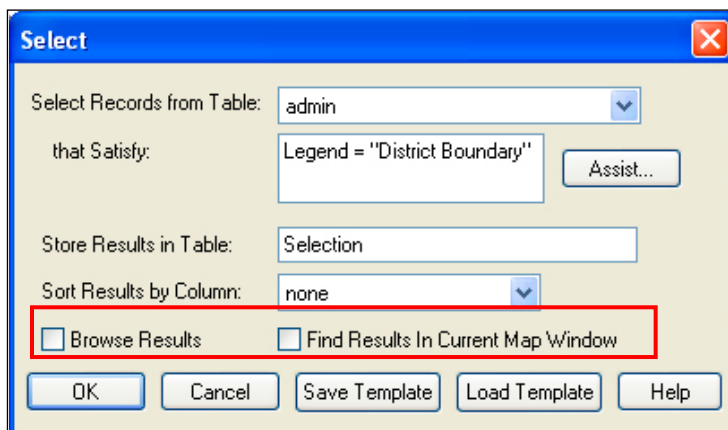 Select
Select Records from Table: admin
that Satisfy: Legend = "District Boundary"
Assist...
Store Results in Table: Selection
Sort Results by Column: none
Browse Results Find Results In Current Map Window
OK Cancel Save Template Load Template Help